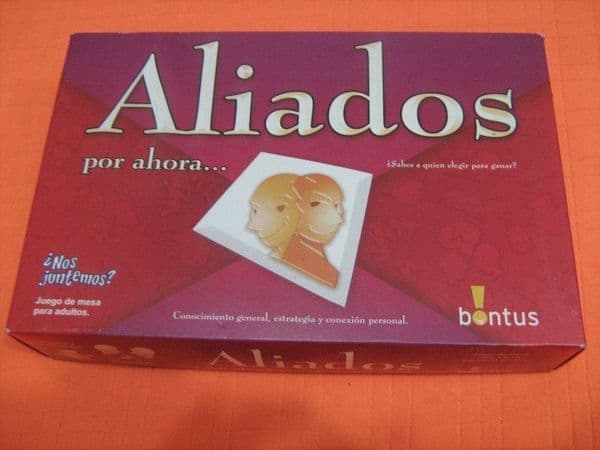 Aliados
por ahora...
¿Sabes a quien elegir para ganar?
¿Nos
juntemos?
Juego de mesa
para adultos.
Conocimiento general, estrategia y conexión personal.
bontus
Aliados